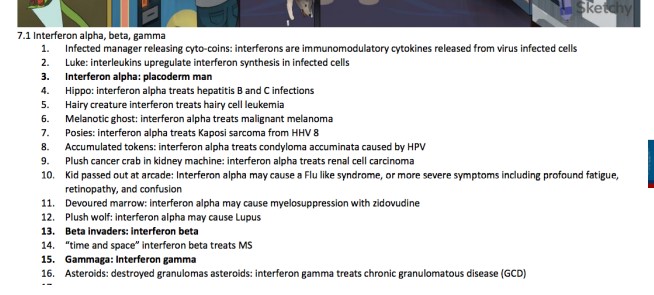 Sketchy
7.1 Interferon alpha, beta, gamma
1. Infected manager releasing cyto-coins: interferons are immunomodulatory cytokines released from virus infected cells
2. Luke: interleukins upregulate interferon synthesis in infected cells
3. Interferon alpha: placoderm man
4. Hippo: interferon alpha treats hepatitis B and C infections
5. Hairy creature interferon treats hairy cell leukemia
6. Melanotic ghost: interferon alpha treats malignant melanoma
7. Posies: interferon alpha treats Kaposi sarcoma from HHV 8
8. Accumulated tokens: interferon alpha treats condyloma accuminata caused by HPV
9. Plush cancer crab in kidney machine: interferon alpha treats renal cell carcinoma
10. Kid passed out at arcade: Interferon alpha may cause a Flu like syndrome, or more severe symptoms including profound fatigue,
retinopathy, and confusion
11. Devoured marrow: interferon alpha may cause myelosuppression with zidovudine
12. Plush wolf: interferon alpha may cause Lupus
13. Beta invaders: interferon beta
14. “time and space” interferon beta treats MS
15. Gammaga: Interferon gamma
16. Asteroids: destroyed granulomas asteroids: interferon gamma treats chronic granulomatous disease (GCD)